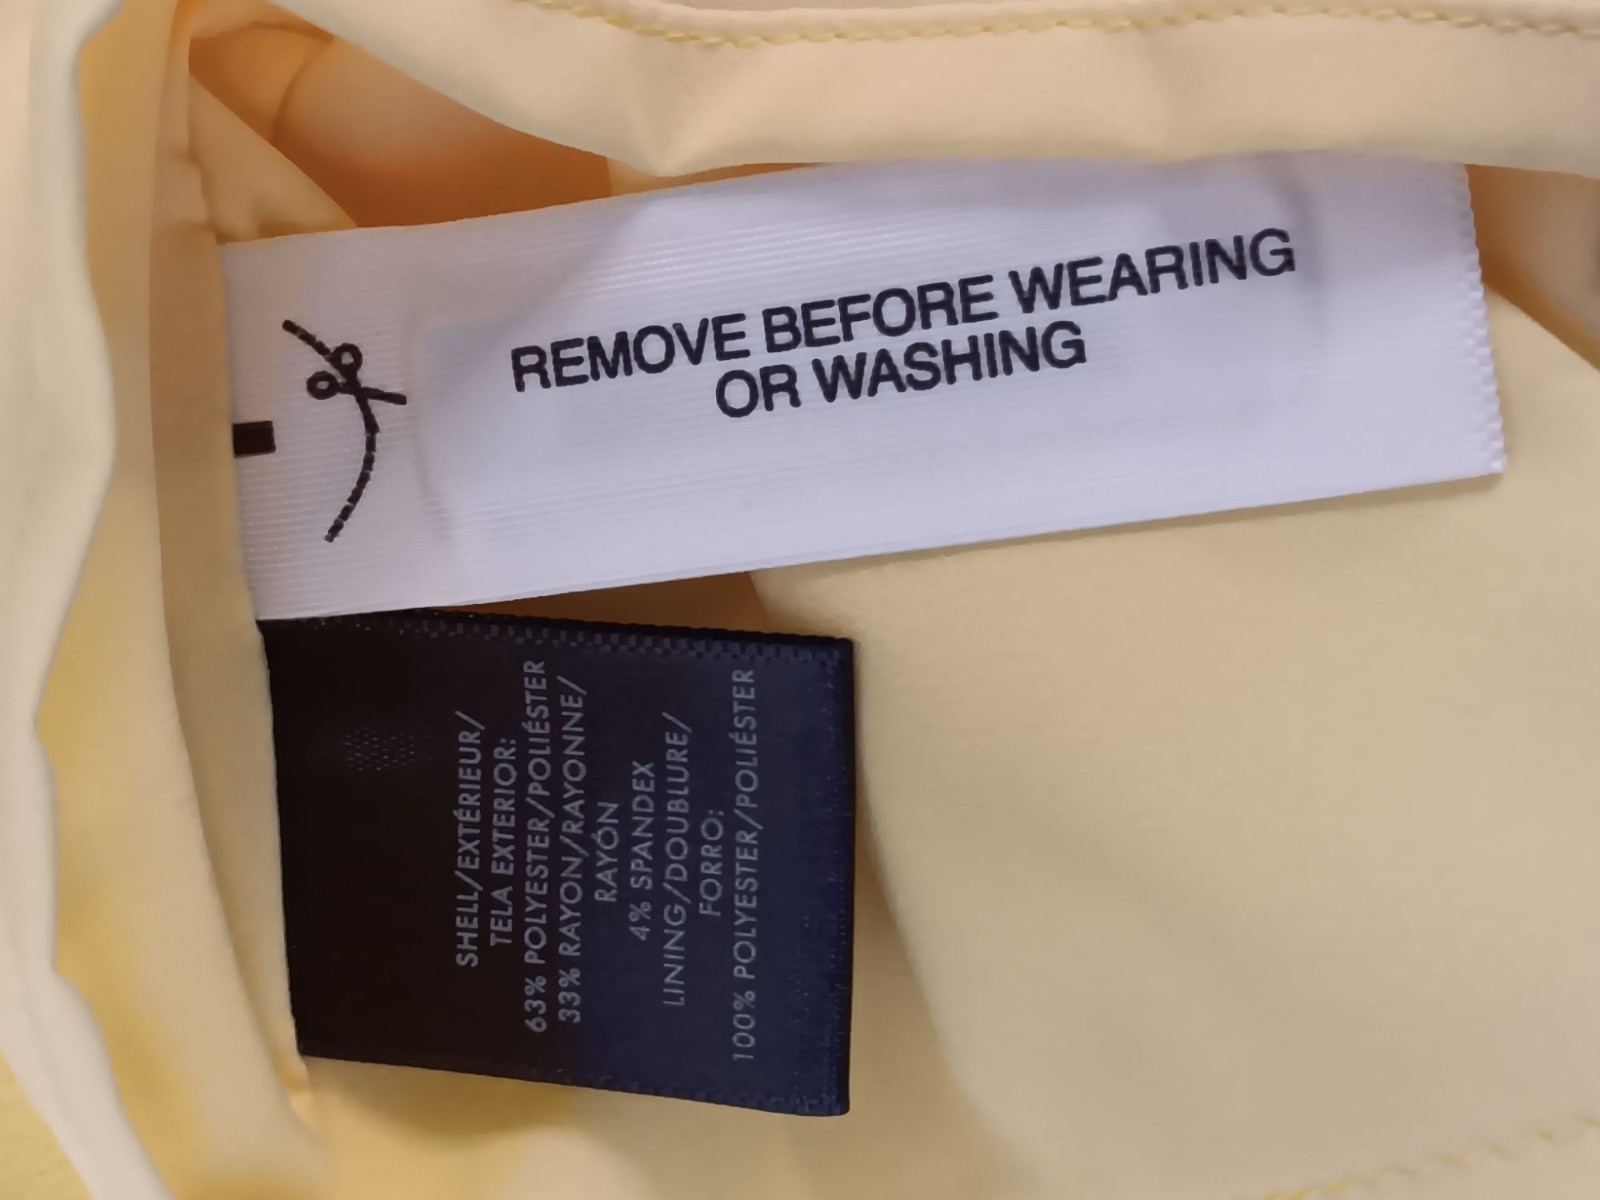 REMOVE BEFORE WEARING
OR WASHING
SHELL/EXTÉRIEUR/
TELA EXTERIOR:
63% POLYESTER/POLIÉSTER
33% RAYON/RAYONNE/
RAYÓN
4% SPANDEX
LINING/DOUBLURE/
FORRO:
100% POLYESTER/POLIÉSTER